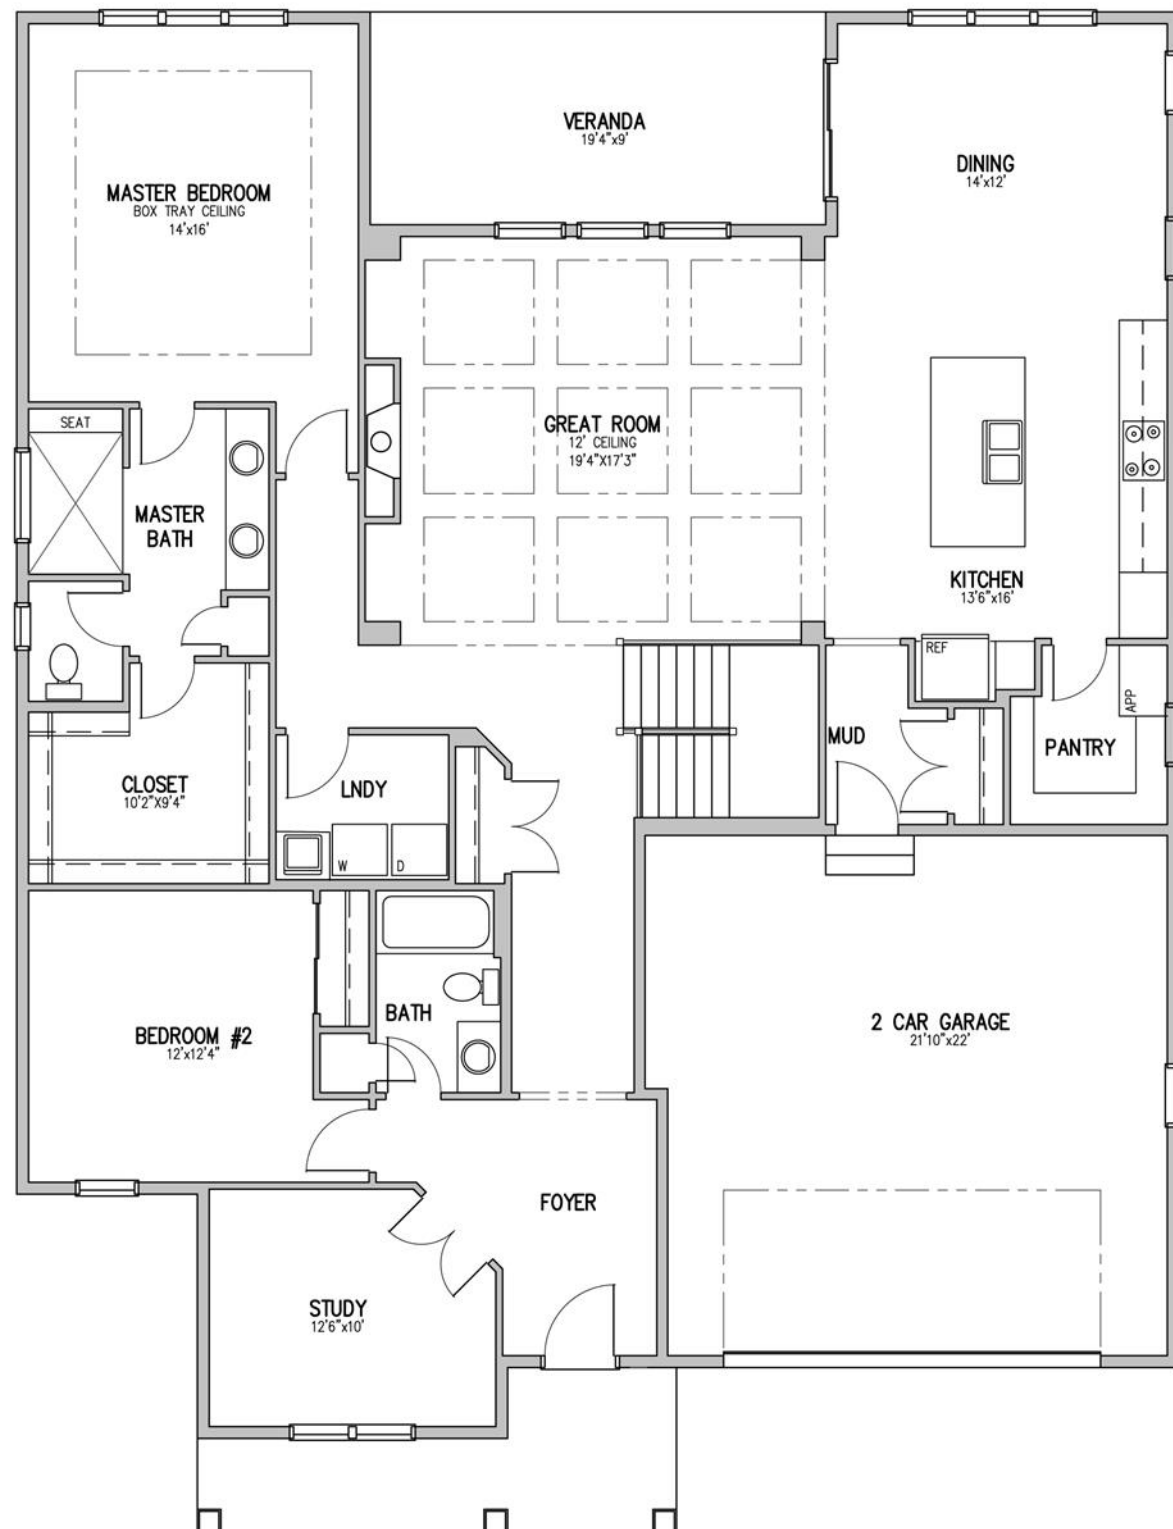 VERANDA
19'4"x9'
DINING
14'x12'
MASTER BEDROOM
BOX TRAY CEILING
14'x16'
SEAT
GREAT ROOM
12' CEILING
19'4"X17'3"
MASTER
BATH
KITCHEN
13'6"x16'
REF
APP
MUD
PANTRY
CLOSET
10'2"X9'4"
LNDY
W
D
BATH
2 CAR GARAGE
21'10"x22'
BEDROOM #2
12'x12'4"
FOYER
STUDY
12'6"x10'